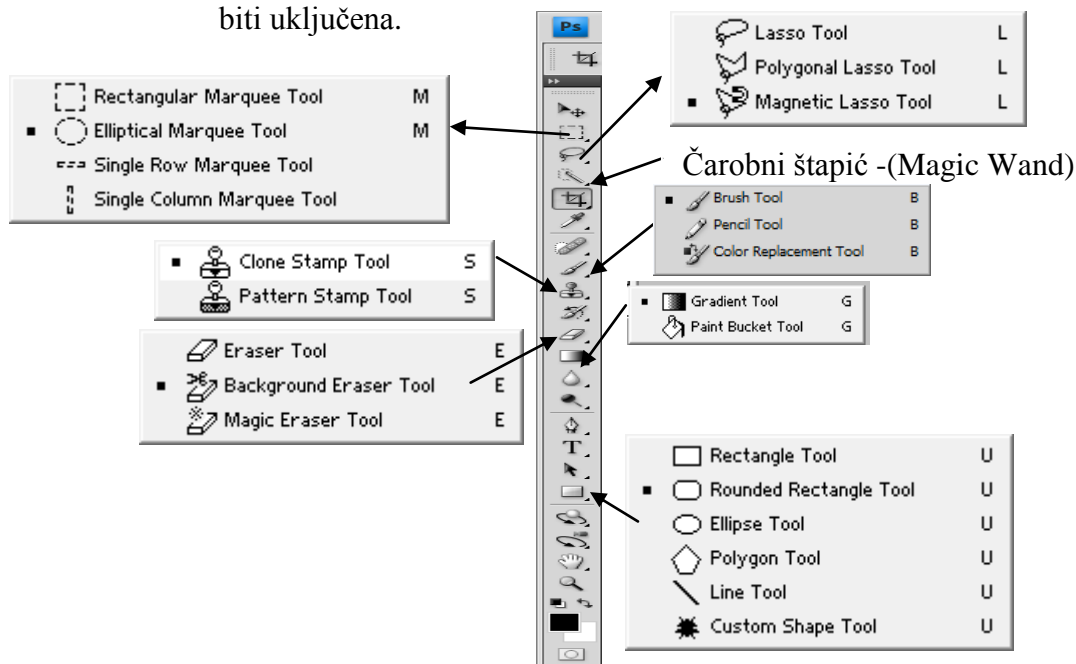 biti uključena.
Ps
Lasso Tool L
Polygonal Lasso Tool L
Magnetic Lasso Tool L
Rectangular Marquee Tool M
Elliptical Marquee Tool M
Single Row Marquee Tool
Single Column Marquee Tool
Čarobni štapić -(Magic Wand)
Brush Tool B
Pencil Tool B
Color Replacement Tool B
Clone Stamp Tool S
Pattern Stamp Tool S
Gradient Tool G
Paint Bucket Tool G
Eraser Tool E
Background Eraser Tool E
Magic Eraser Tool E
T
Rectangle Tool U
Rounded Rectangle Tool U
Ellipse Tool U
Polygon Tool U
Line Tool U
Custom Shape Tool U